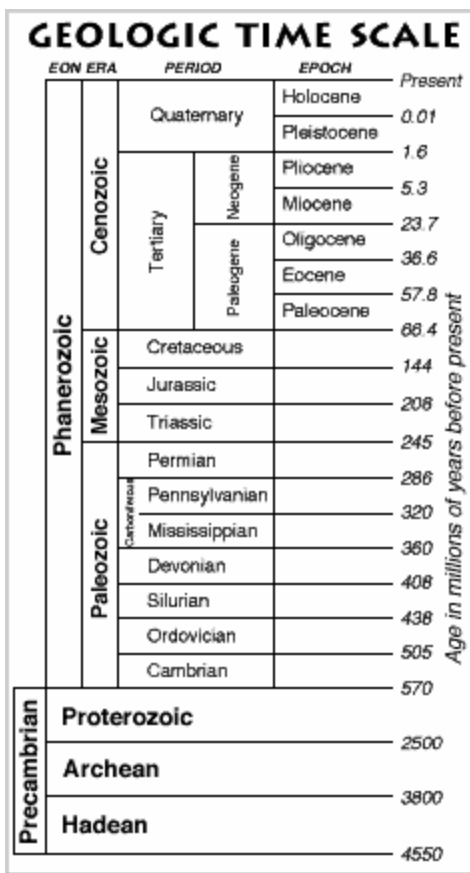 GEOLOGIC TIME SCALE
EON ERA PERIOD EPOCH
Present
Holocene
0.01
Quaternary
Pleistocene
1.6
Pliocene
5.3
Neogene
Miocene
23.7
Cenozoic
Tertiary
Oligocene
36.6
Paleogene
Eocene
57.8
Paleocene
66.4
Phanerozoic
Mesozoic
Cretaceous
144
Jurassic
208
Triassic
245
Permian
286
Carboniferous
Pennsylvanian
320
Mississippian
360
Paleozoic
Devonian
408
Silurian
438
Ordovician
505
Cambrian
570
Age in millions of years before present
Precambrian
Proterozoic
2500
Archean
3800
Hadean
4550